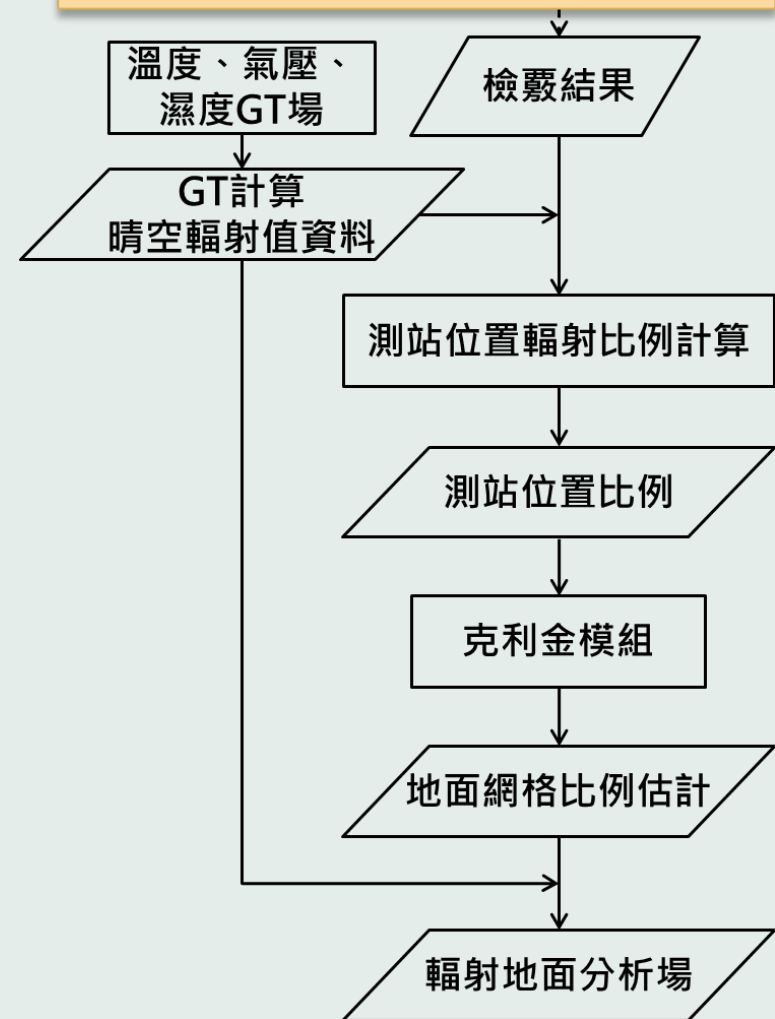 溫度、氣壓、
濕度GT場
檢覈結果
GT計算
晴空輻射值資料
測站位置輻射比例計算
測站位置比例
克利金模組
地面網格比例估計
輻射地面分析場